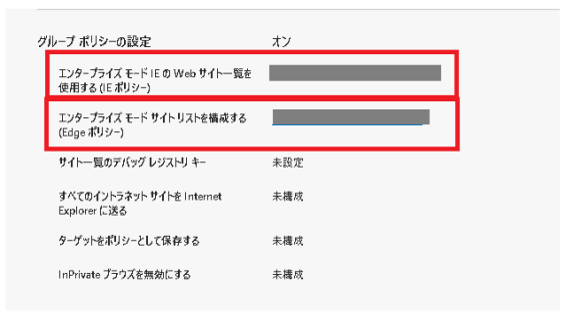 グループ ポリシーの設定 オン
エンタープライズ モード IE の Web サイト一覧を
使用する (IE ポリシー)
エンタープライズ モード サイト リストを構成する
(Edge ポリシー)
サイト一覧のデバッグ レジストリ キー 未設定
すべてのイントラネット サイトを Internet 未構成
Explorer に送る
ターゲットをポリシーとして保存する 未構成
InPrivate ブラウズを無効にする 未構成